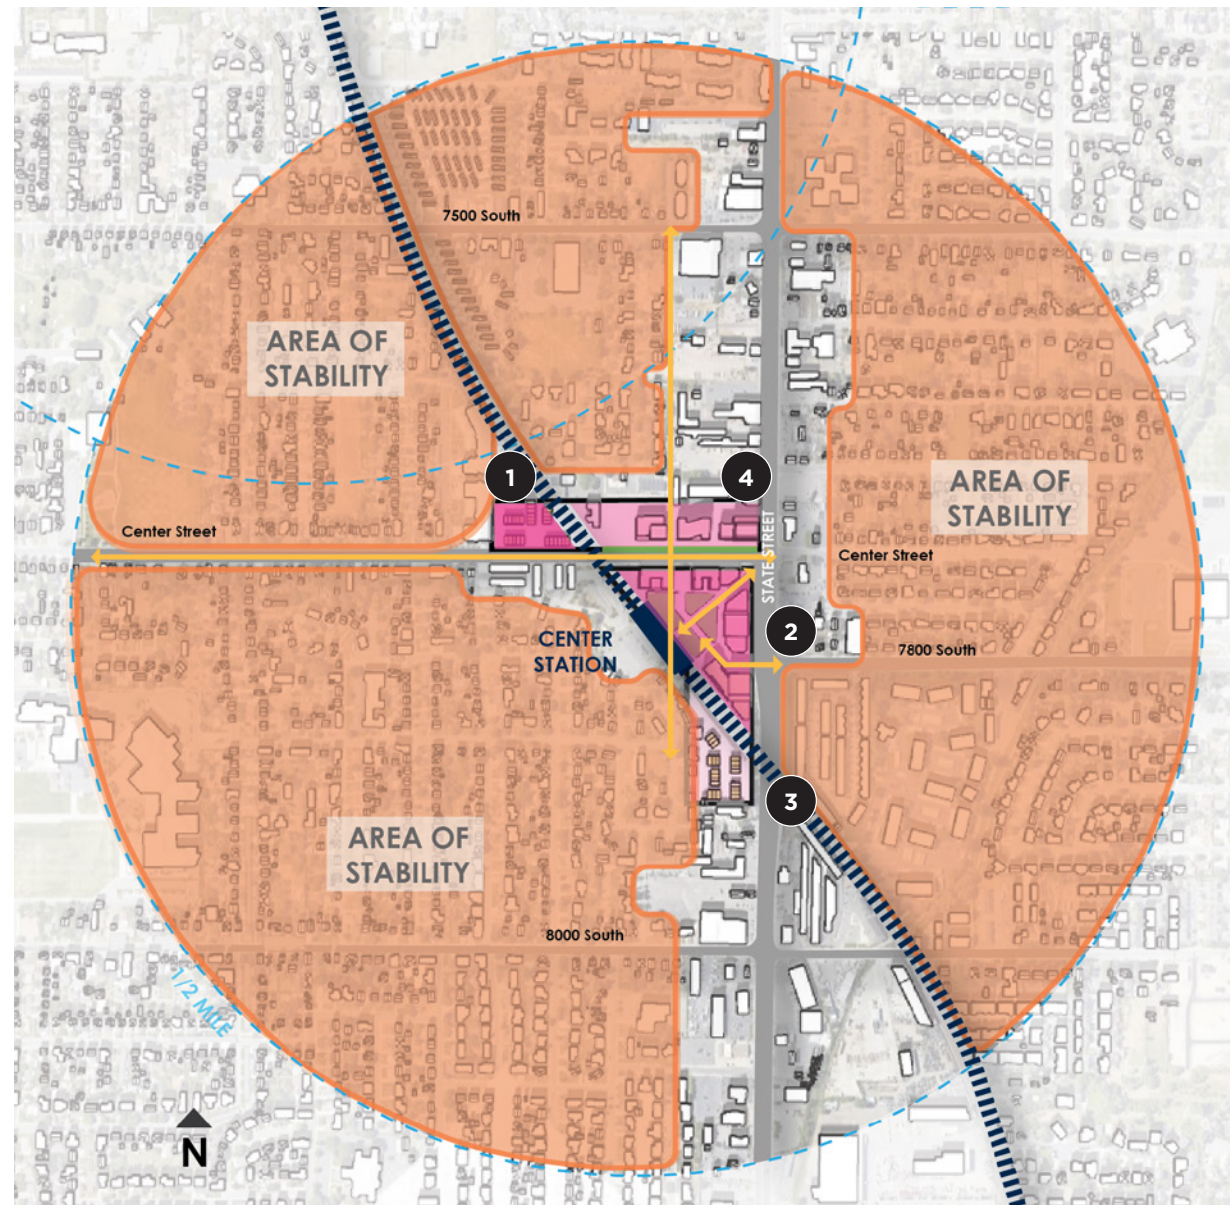 7500 South
AREA OF
STABILITY
1
4
AREA OF
STABILITY
Center Street
STATE STREET
Center Street
2
CENTER
STATION
7800 South
3
AREA OF
STABILITY
8000 South
1/2 MILE
N